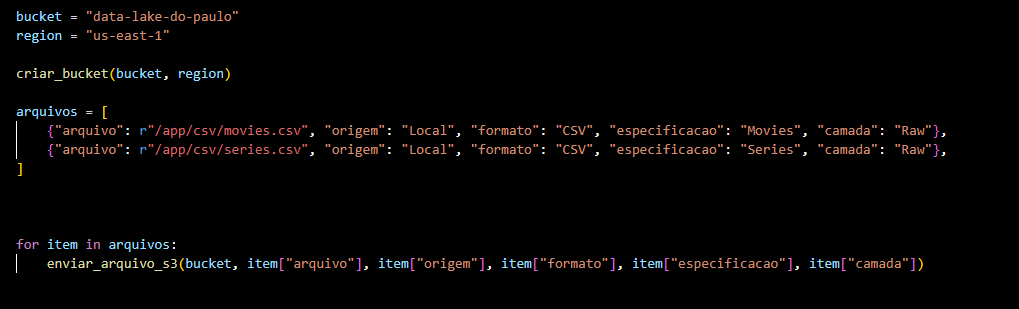 bucket = "data-lake-do-paulo"
region = "us-east-1"
criar_bucket(bucket, region)
arquivos = [
    {"arquivo": r"/app/csv/movies.csv", "origem": "Local", "formato": "CSV", "especificacao": "Movies", "camada": "Raw"},
    {"arquivo": r"/app/csv/series.csv", "origem": "Local", "formato": "CSV", "especificacao": "Series", "camada": "Raw"},
]
for item in arquivos:
    enviar_arquivo_s3(bucket, item["arquivo"], item["origem"], item["formato"], item["especificacao"], item["camada"])